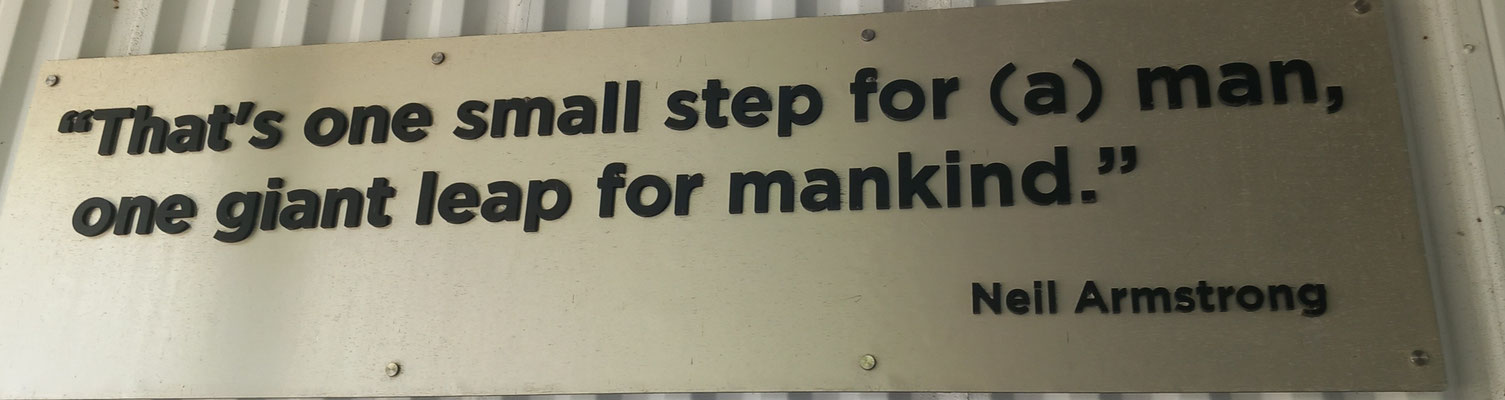 “That's one small step for (a) man,
one giant leap for mankind.”
Neil Armstrong